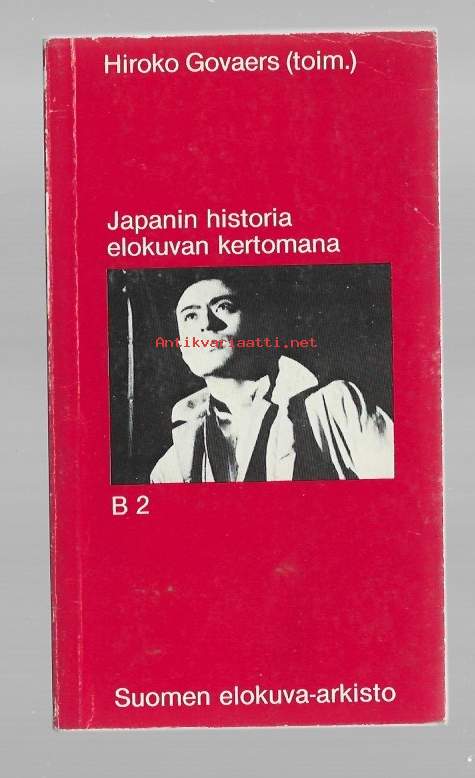 Hiroko Govaers (toim.)
Japanin historia
elokuvan kertomana
Antikvariaatti.net
B 2
Suomen elokuva-arkisto